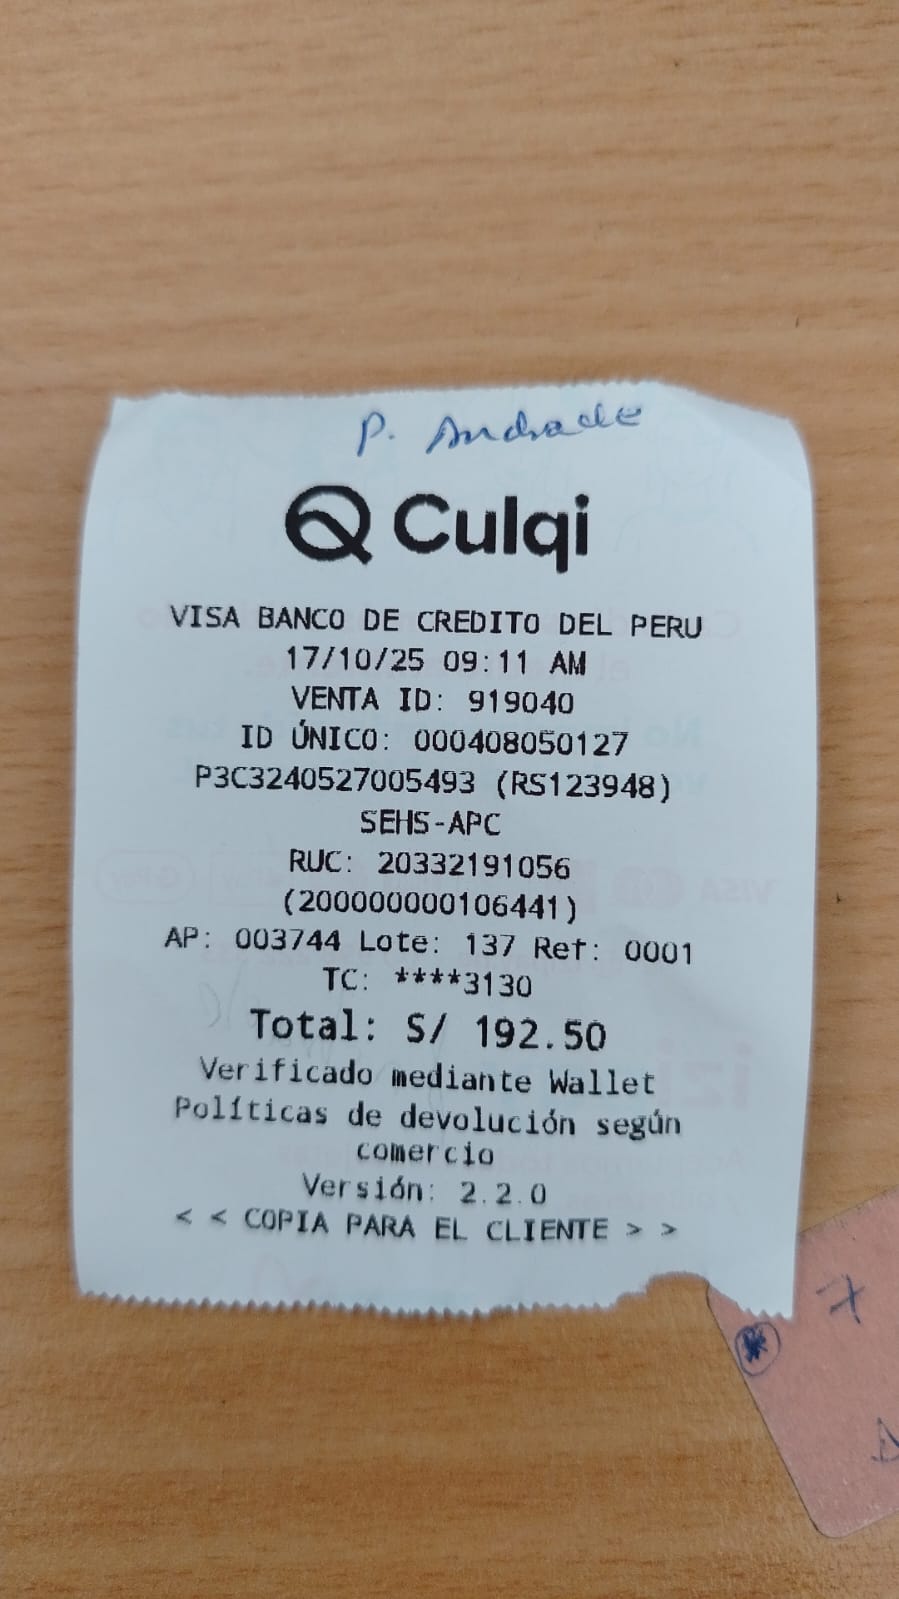 P. Andrade
Culqi
VISA BANCO DE CREDITO DEL PERU
17/10/25 09:11 AM
VENTA ID: 919040
ID ÚNICO: 000408050127
P3C3240527005493 (RS123948)
SEHS-APC
RUC: 20332191056
(200000000106441)
AP: 003744 Lote: 137 Ref: 0001
TC: ****3130
Total: S/ 192.50
Verificado mediante Wallet
Políticas de devolución según
comercio
Versión: 2.2.0
< < COPIA PARA EL CLIENTE > >